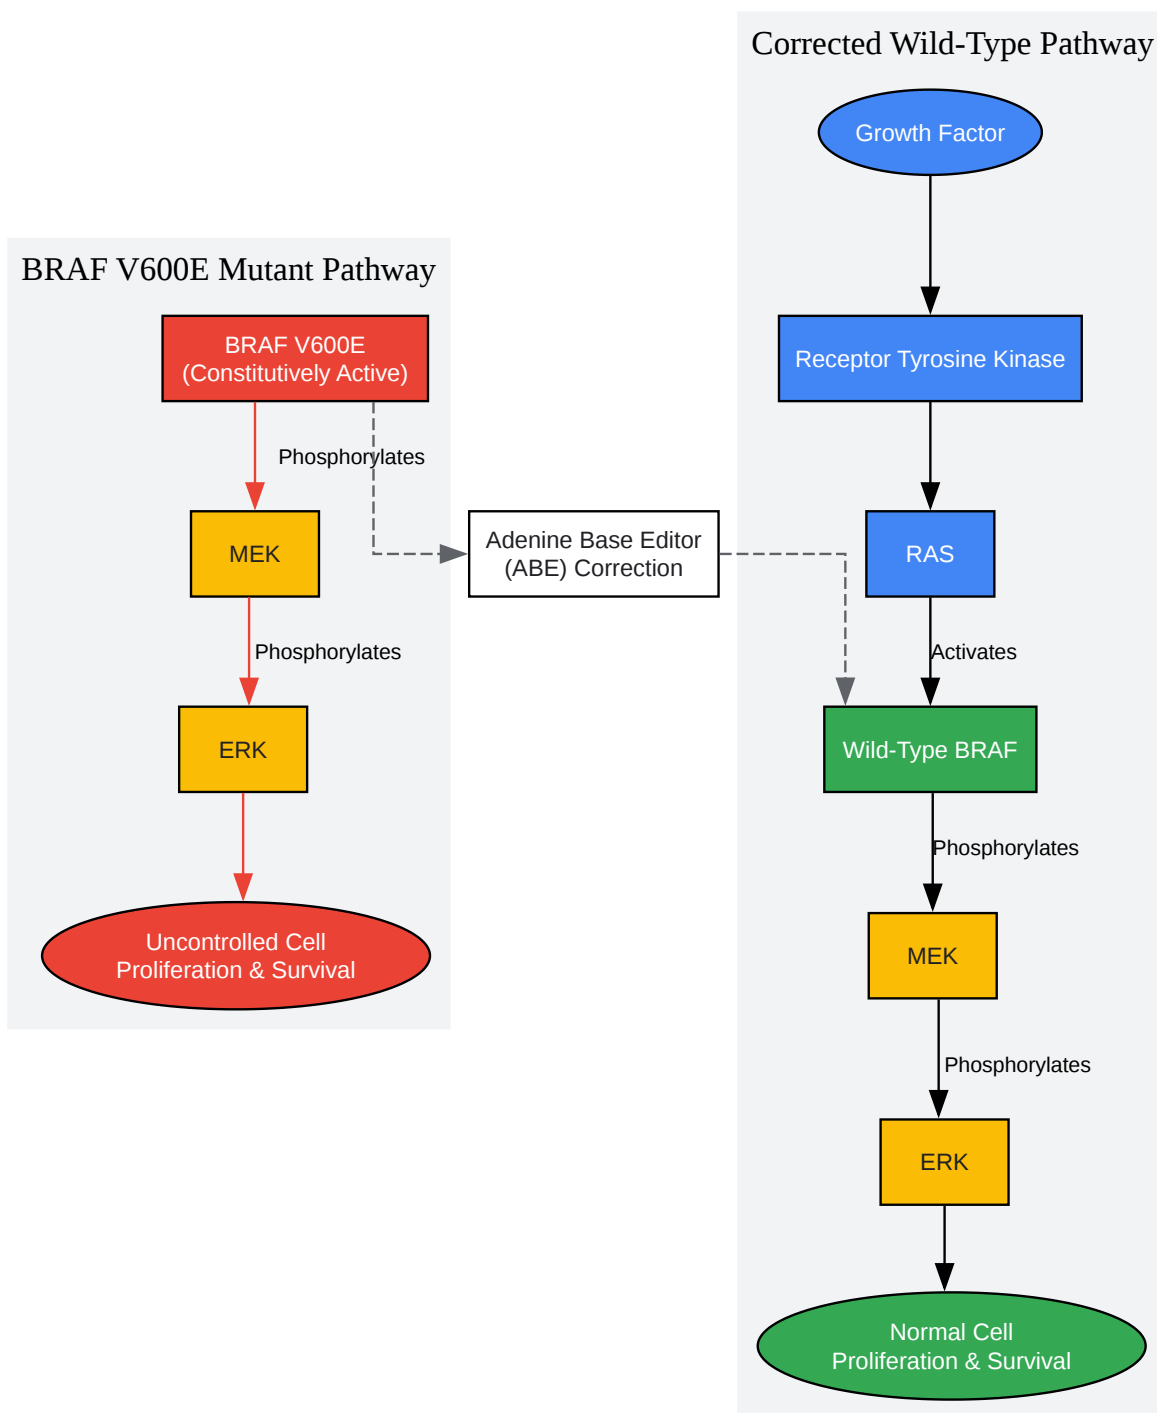 BRAF V600E Mutant Pathway
BRAF V600E
(Constitutively Active)
Phosphorylates
MEK
Phosphorylates
ERK
Uncontrolled Cell
Proliferation & Survival
Adenine Base Editor
(ABE) Correction
Corrected Wild-Type Pathway
Growth Factor
Receptor Tyrosine Kinase
RAS
Activates
Wild-Type BRAF
Phosphorylates
MEK
Phosphorylates
ERK
Normal Cell
Proliferation & Survival